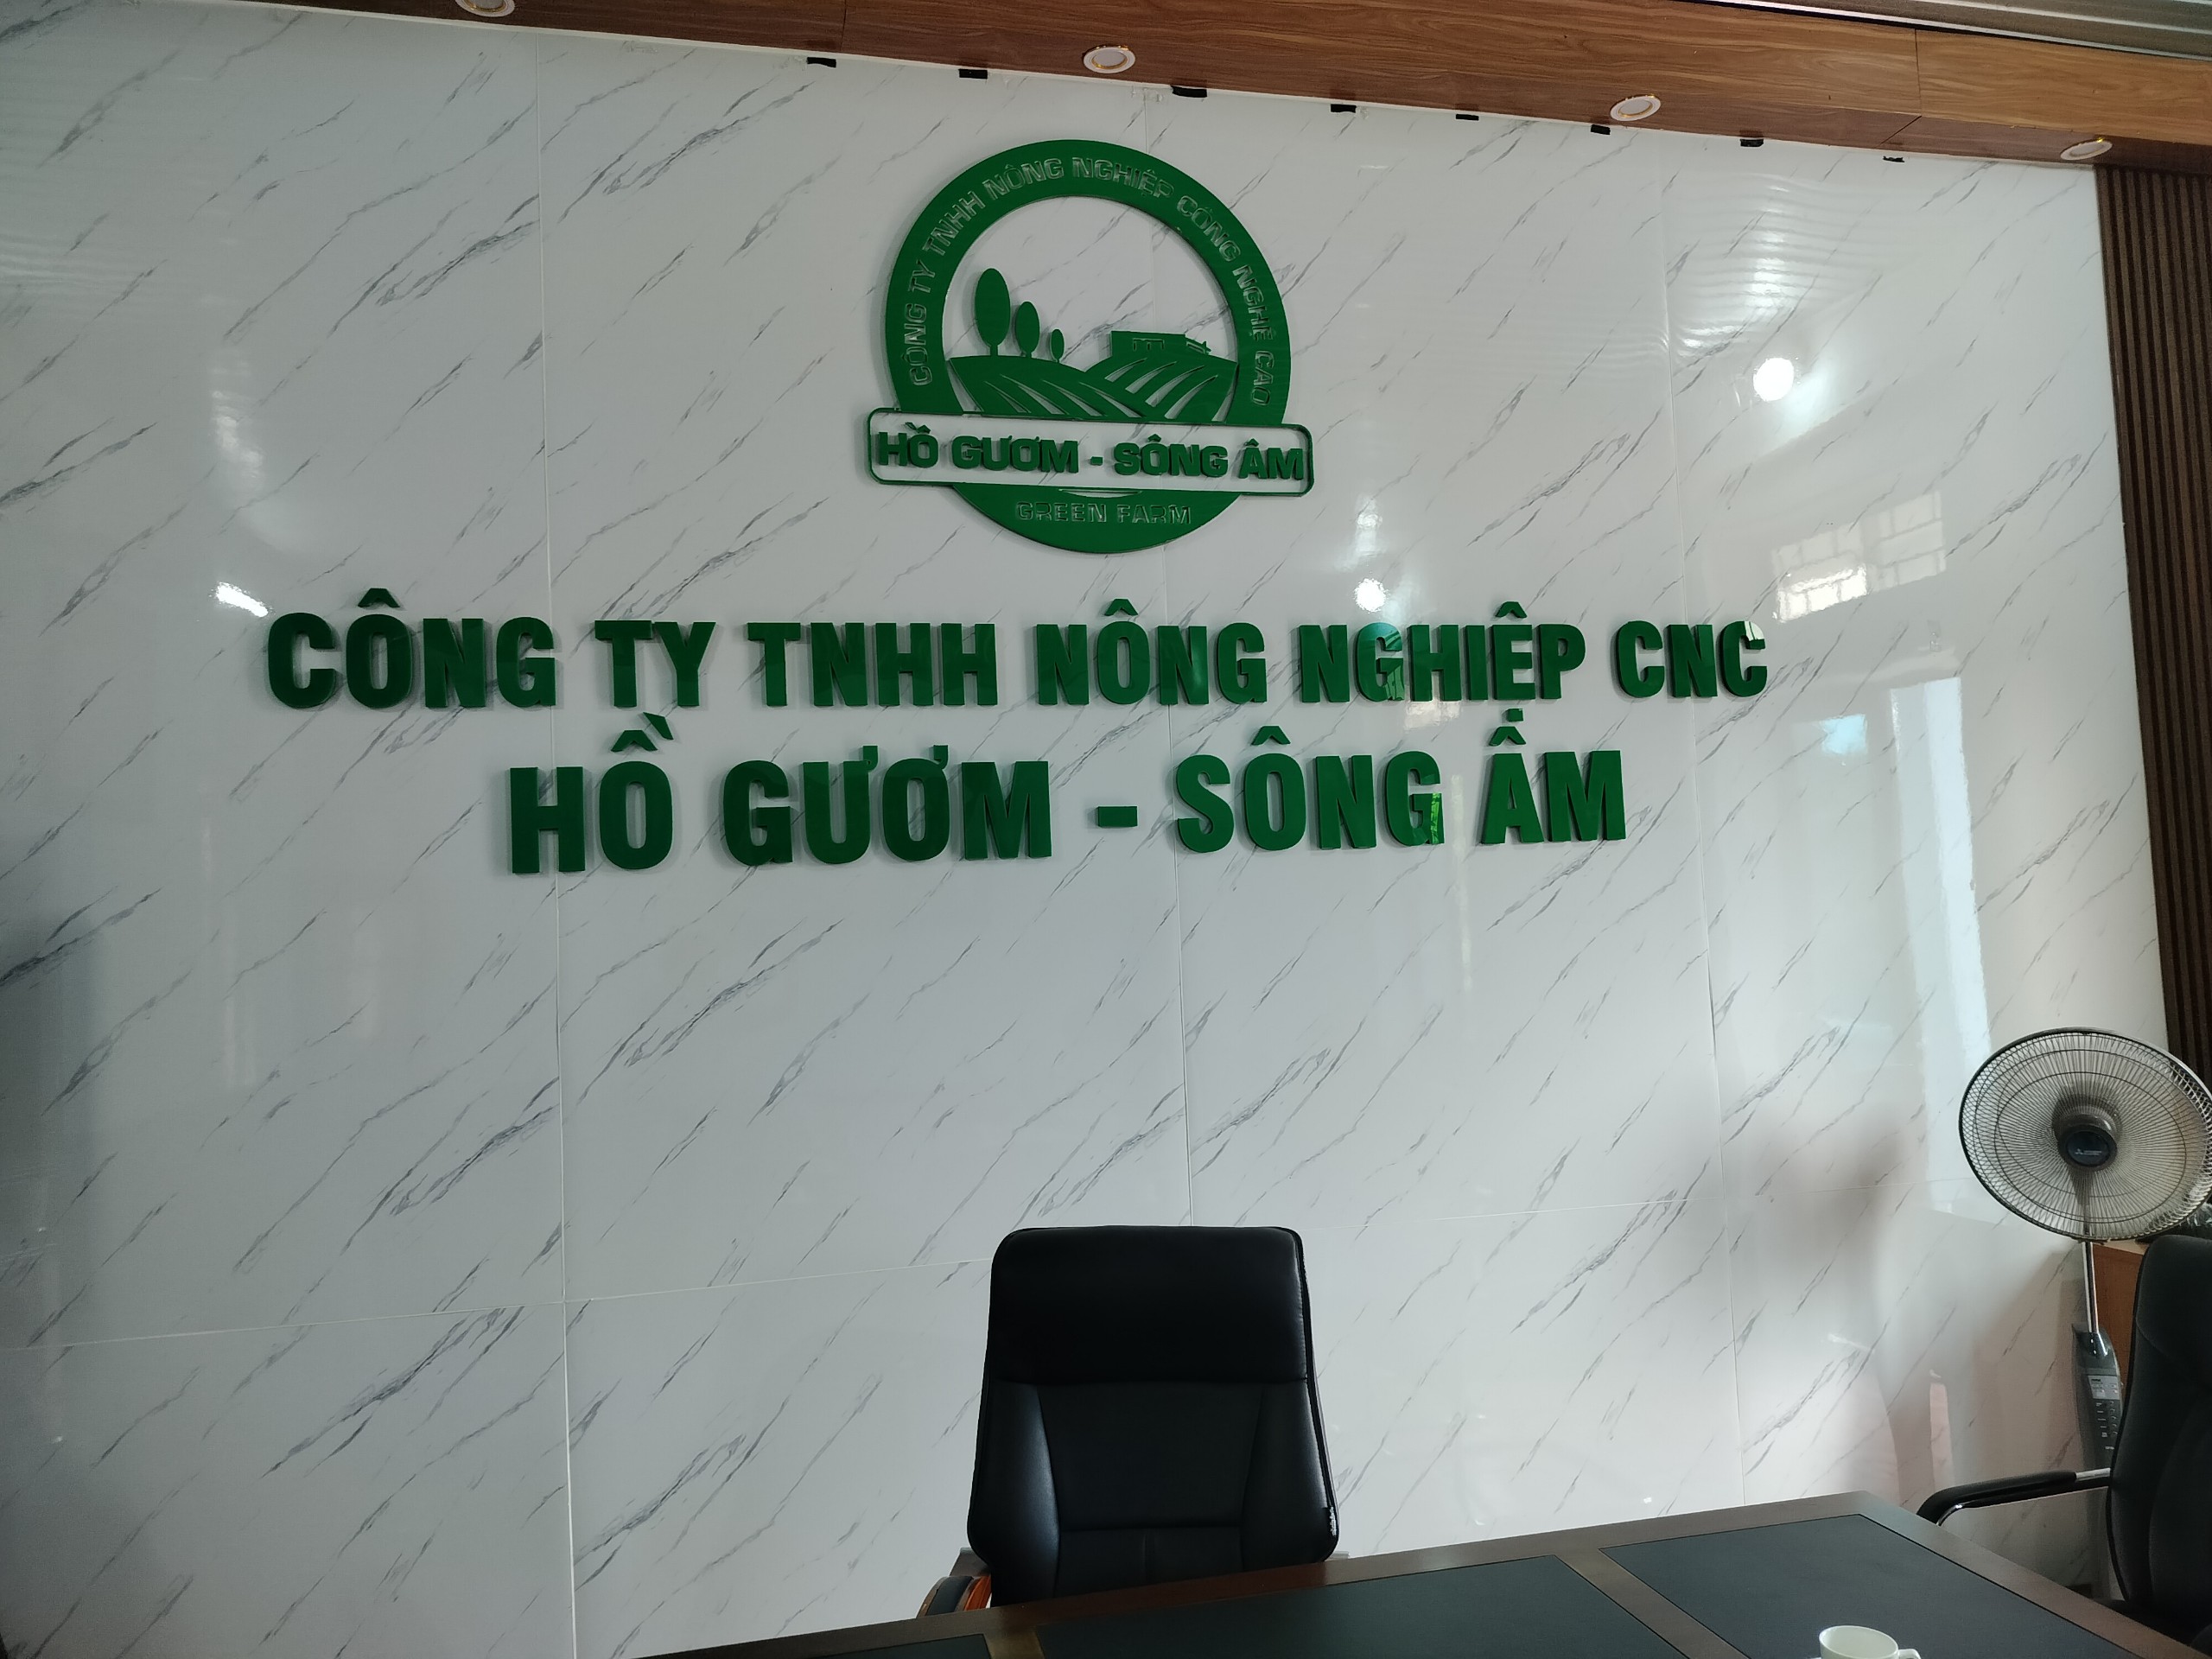 CÔNG TY TNHH NÔNG NGHIỆP CÔNG NGHỆ CAO
HỒ GƯƠM - SÔNG ÂM
GREEN FARM
CÔNG TY TNHH NÔNG NGHIỆP CNC
HỒ GƯƠM - SÔNG ÂM